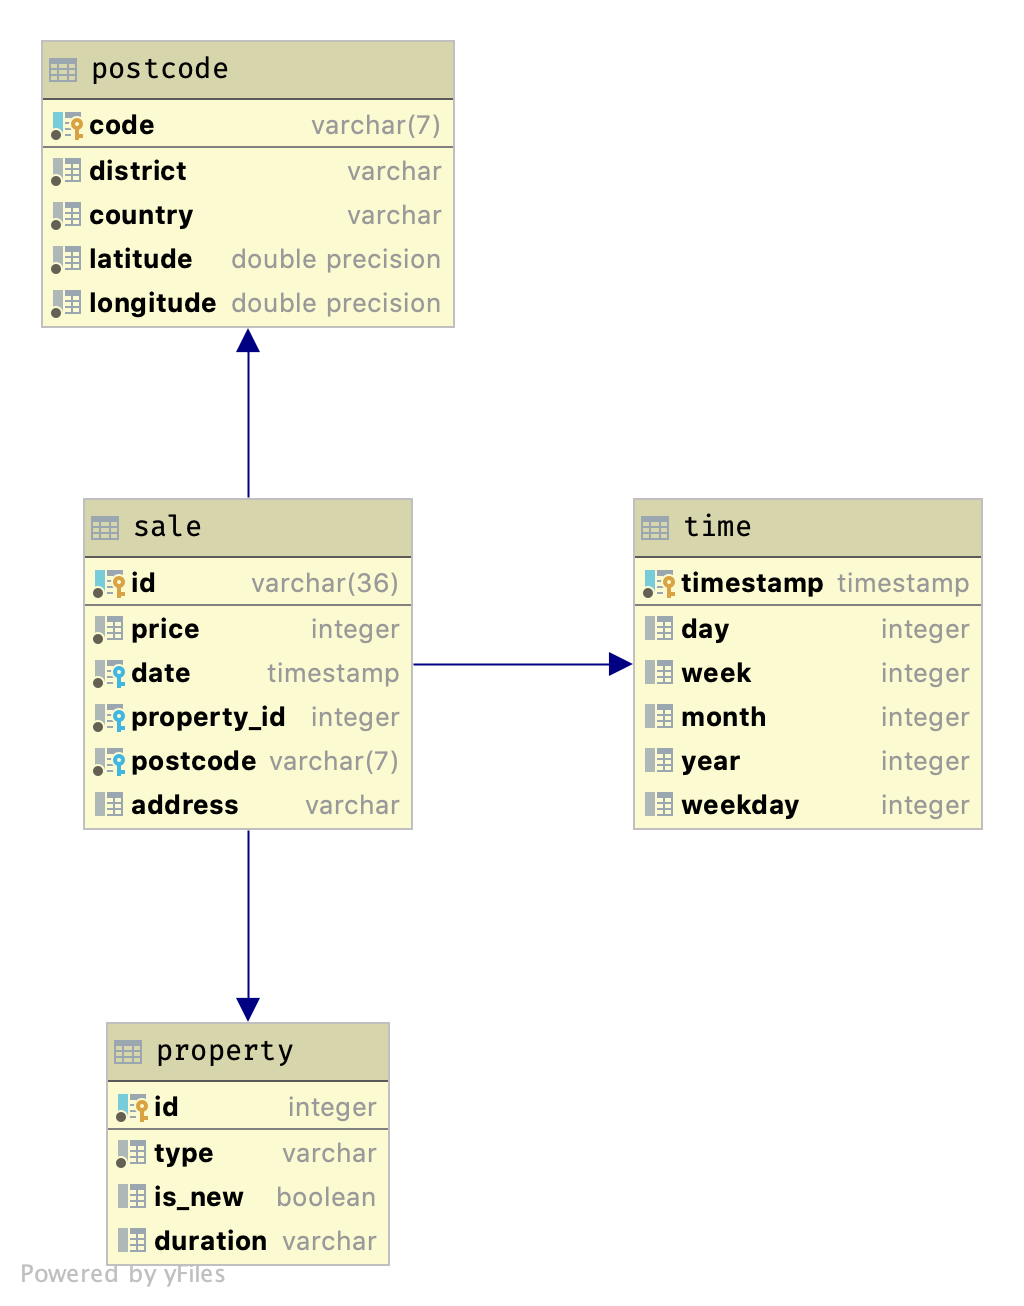 postcode
code varchar(7)
district varchar
country varchar
latitude double precision
longitude double precision
sale
id varchar(36)
price integer
date timestamp
property_id integer
postcode varchar(7)
address varchar
time
timestamp timestamp
day integer
week integer
month integer
year integer
weekday integer
property
id integer
type varchar
is_new boolean
duration varchar
Powered by yFiles